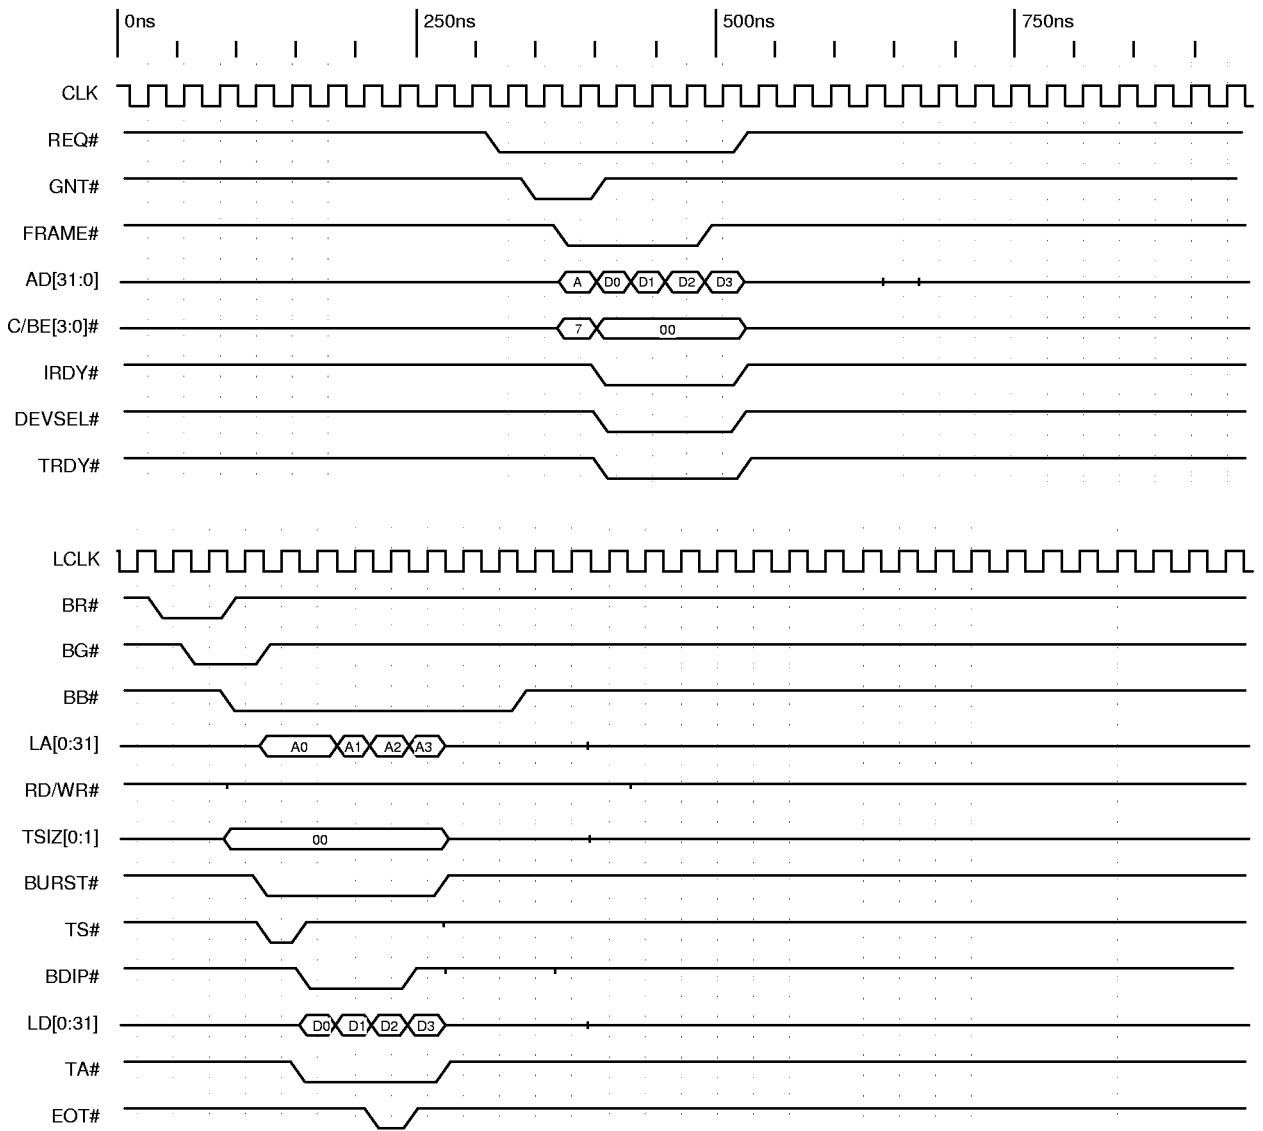 0ns 250ns 500ns 750ns
CLK
REQ#
GNT#
FRAME#
AD[31:0] A D0 D1 D2 D3
C/BE[3:0]# 7 00
IRDY#
DEVSEL#
TRDY#
LCLK
BR#
BG#
BB#
LA[0:31] A0 A1 A2 A3
RD/WR#
TSIZ[0:1] 00
BURST#
TS#
BDIP#
LD[0:31] D0 D1 D2 D3
TA#
EOT#